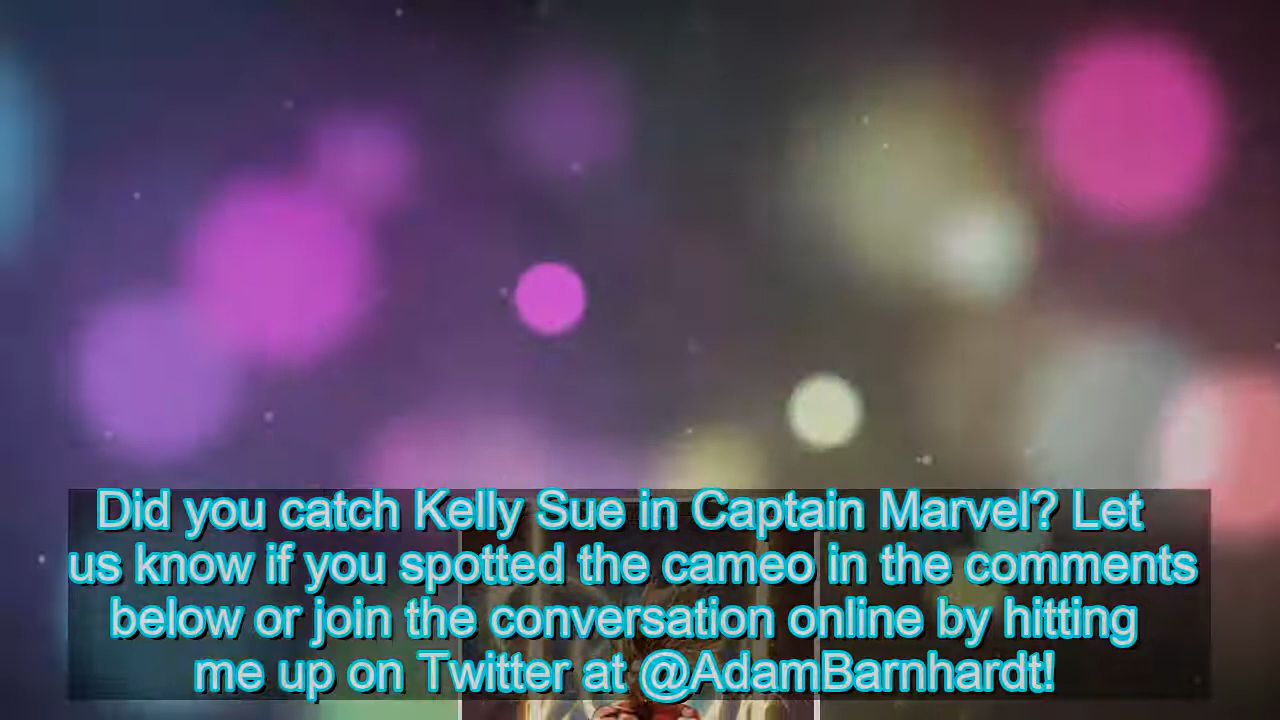 Did you catch Kelly Sue in Captain Marvel? Let
us know if you spotted the cameo in the comments
below or join the conversation online by hitting
me up on Twitter at @AdamBarnhardt!